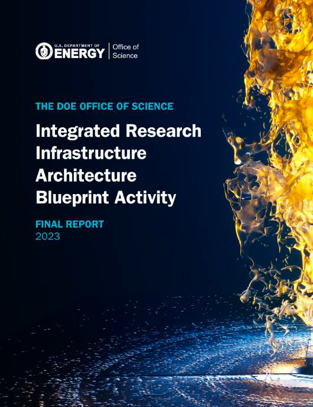 U.S. DEPARTMENT OF
ENERGY
Office of
Science
THE DOE OFFICE OF SCIENCE
Integrated Research
Infrastructure
Architecture
Blueprint Activity
FINAL REPORT
2023